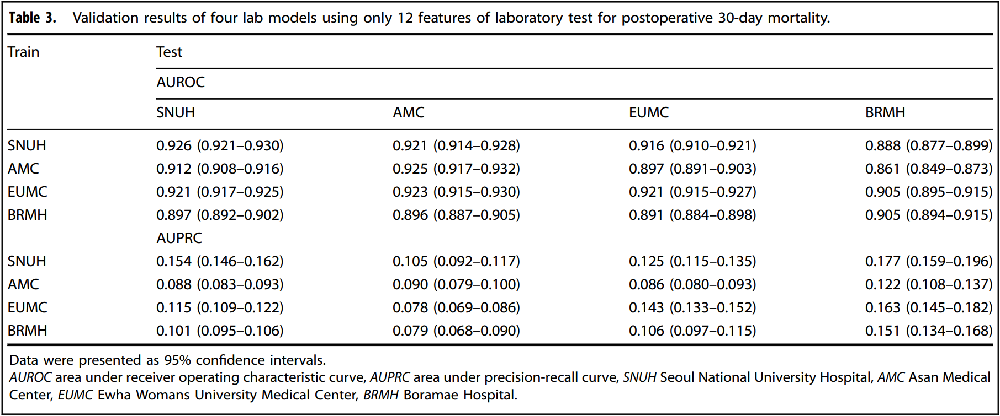 Table 3. Validation results of four lab models using only 12 features of laboratory test for postoperative 30-day mortality.
Train Test
AUROC
SNUH AMC EUMC BRMH
SNUH 0.926 (0.921–0.930) 0.921 (0.914–0.928) 0.916 (0.910–0.921) 0.888 (0.877–0.899)
AMC 0.912 (0.908–0.916) 0.925 (0.917–0.932) 0.897 (0.891–0.903) 0.861 (0.849–0.873)
EUMC 0.921 (0.917–0.925) 0.923 (0.915–0.930) 0.921 (0.915–0.927) 0.905 (0.895–0.915)
BRMH 0.897 (0.892–0.902) 0.896 (0.887–0.905) 0.891 (0.884–0.898) 0.905 (0.894–0.915)
AUPRC
SNUH 0.154 (0.146–0.162) 0.105 (0.092–0.117) 0.125 (0.115–0.135) 0.177 (0.159–0.196)
AMC 0.088 (0.083–0.093) 0.090 (0.079–0.100) 0.086 (0.080–0.093) 0.122 (0.108–0.137)
EUMC 0.115 (0.109–0.122) 0.078 (0.069–0.086) 0.143 (0.133–0.152) 0.163 (0.145–0.182)
BRMH 0.101 (0.095–0.106) 0.079 (0.068–0.090) 0.106 (0.097–0.115) 0.151 (0.134–0.168)
Data were presented as 95% confidence intervals.
AUROC area under receiver operating characteristic curve, AUPRC area under precision-recall curve, SNUH Seoul National University Hospital, AMC Asan Medical
Center, EUMC Ewha Womans University Medical Center, BRMH Boramae Hospital.